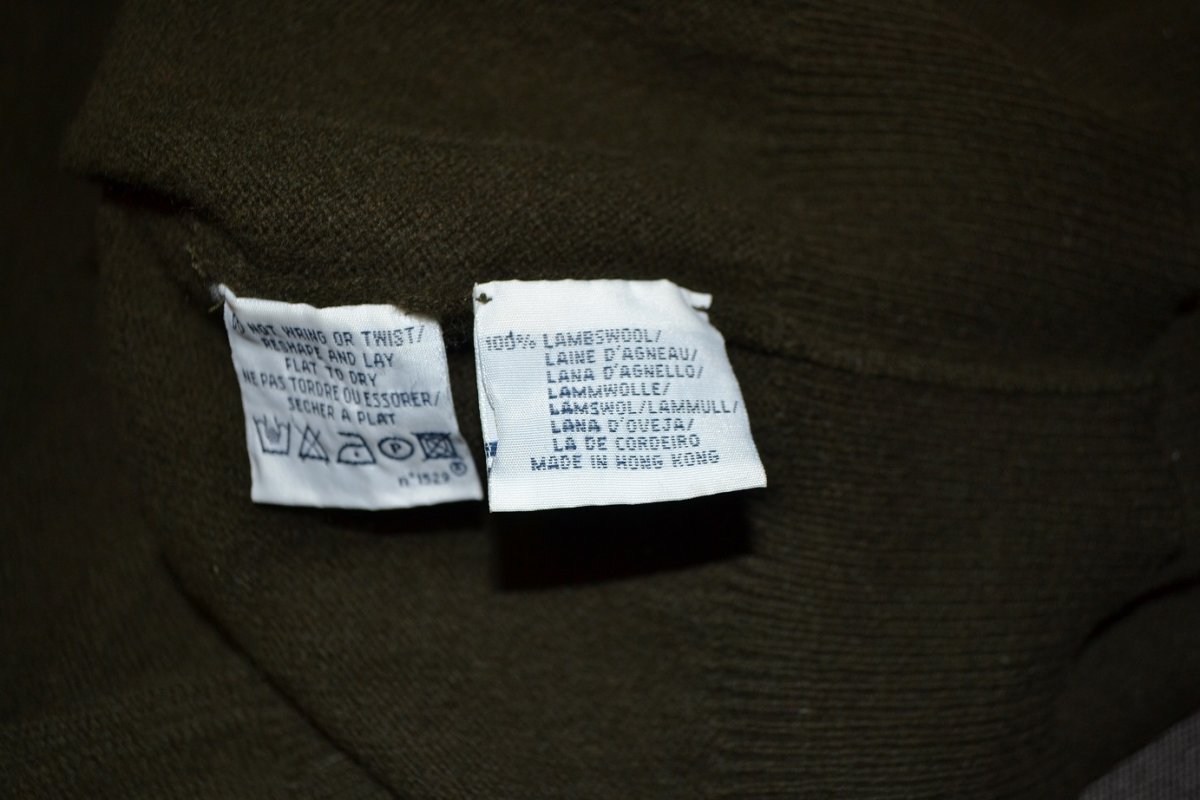 DO NOT WRING OR TWIST/
RESHAPE AND LAY
FLAT TO DRY
NE PAS TORDRE OU ESSORER/
SECHER A PLAT
P
n°1529 ®
100% LAMBSWOOL/
LAINE D'AGNEAU/
LANA D'AGNELLO/
LAMMWOLLE/
LAMSWOL/LAMMULL/
LANA D'OVEJA/
LA DE CORDEIRO
MADE IN HONG KONG